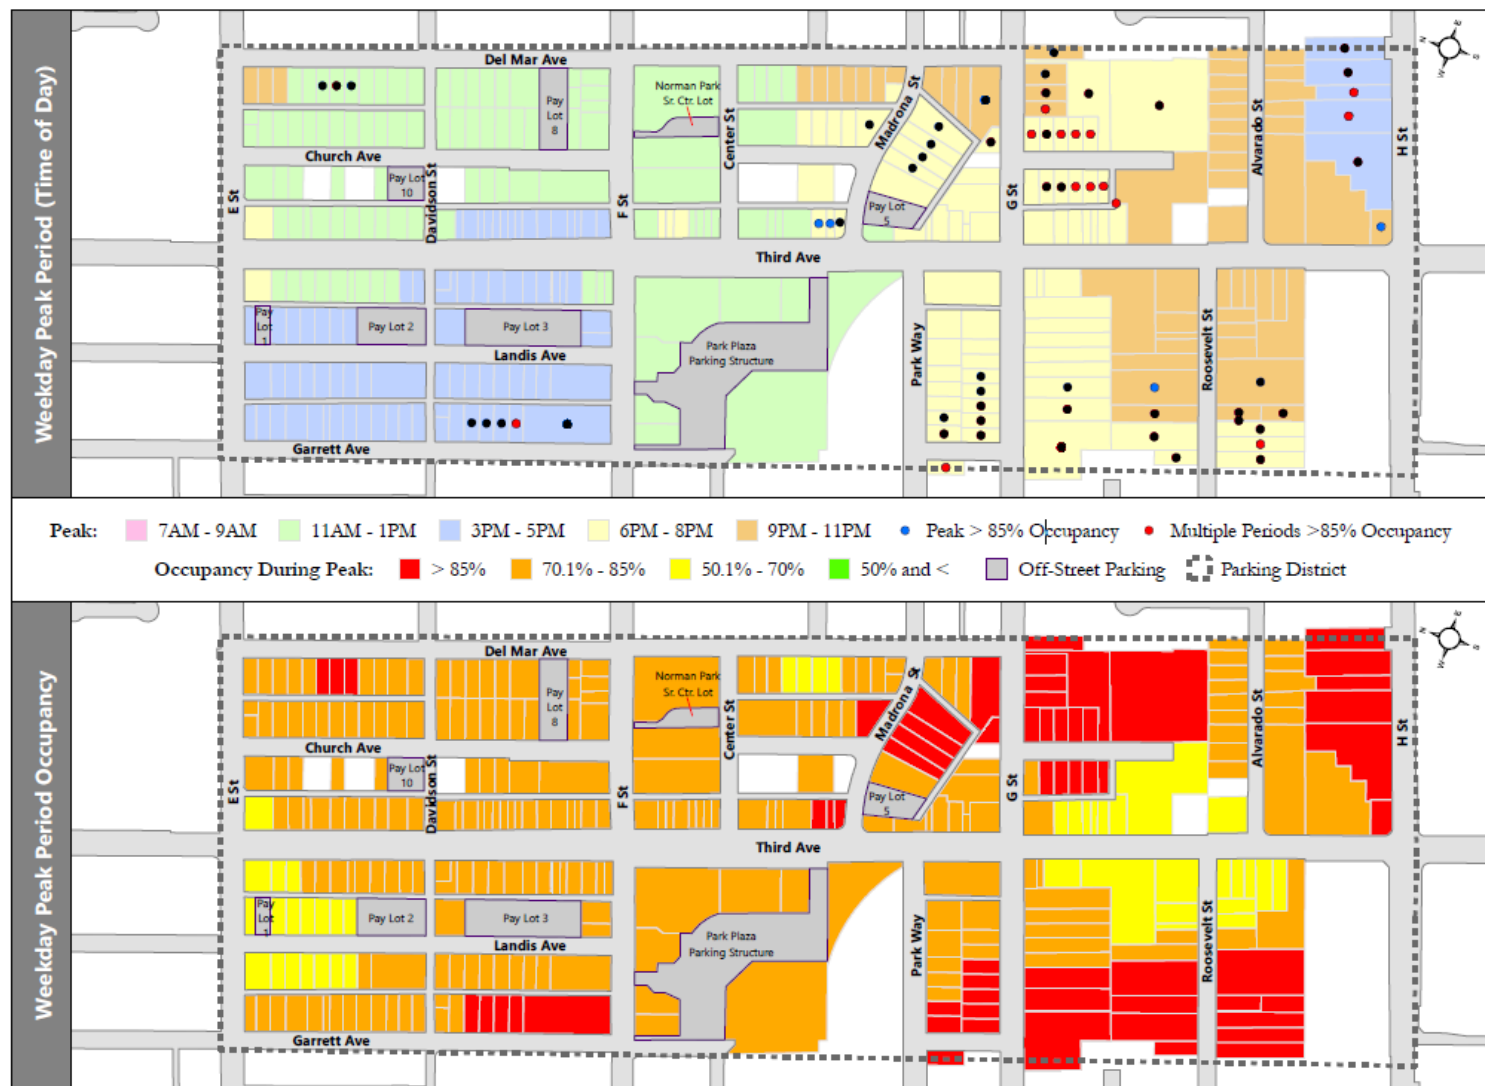 Weekday Peak Period (Time of Day)
Del Mar Ave
Pay
Lot
8
Norman Park
Sr. Ctr. Lot
Center St
Madrona St
Church Ave
Pay Lot
10
Davidson St
E St
F St
Pay Lot
5
G St
Alvarado St
H St
N
E
S
W
Third Ave
Pay
Lot
1
Pay Lot 2
Pay Lot 3
Landis Ave
Park Plaza
Parking Structure
Park Way
Roosevelt St
Garrett Ave
Peak: 7AM - 9AM 11AM - 1PM 3PM - 5PM 6PM - 8PM 9PM - 11PM Peak > 85% Occupancy Multiple Periods >85% Occupancy
Occupancy During Peak: > 85% 70.1% - 85% 50.1% - 70% 50% and < Off-Street Parking Parking District
Weekday Peak Period Occupancy
Del Mar Ave
Pay
Lot
8
Norman Park
Sr. Ctr. Lot
Center St
Madrona St
Church Ave
Pay Lot
10
Davidson St
E St
F St
Pay Lot
5
G St
Alvarado St
H St
N
E
S
W
Third Ave
Pay
Lot
1
Pay Lot 2
Pay Lot 3
Landis Ave
Park Plaza
Parking Structure
Park Way
Roosevelt St
Garrett Ave